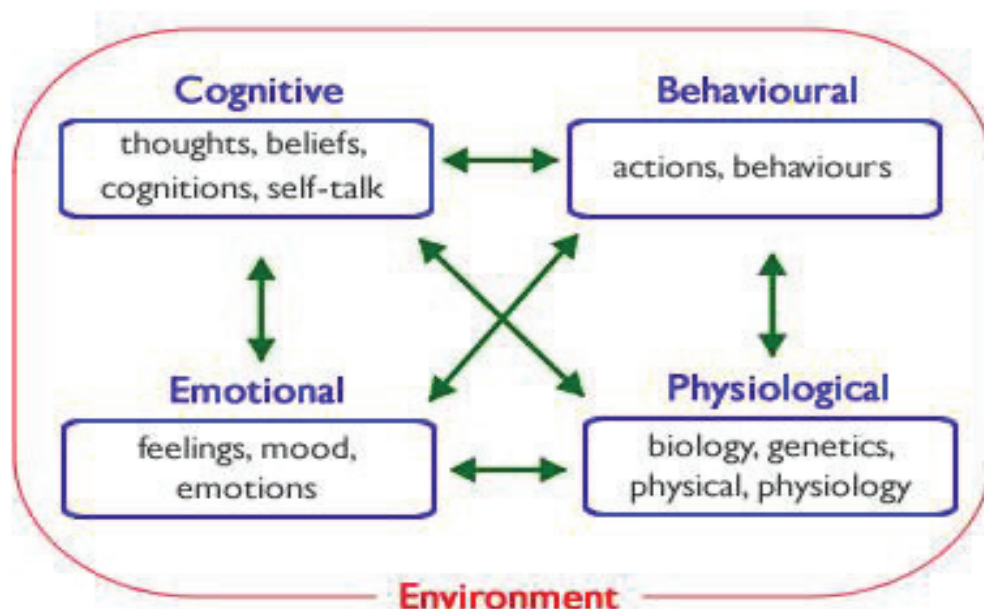 Cognitive
thoughts, beliefs,
cognitions, self-talk
Behavioural
actions, behaviours
Emotional
feelings, mood,
emotions
Physiological
biology, genetics,
physical, physiology
Environment